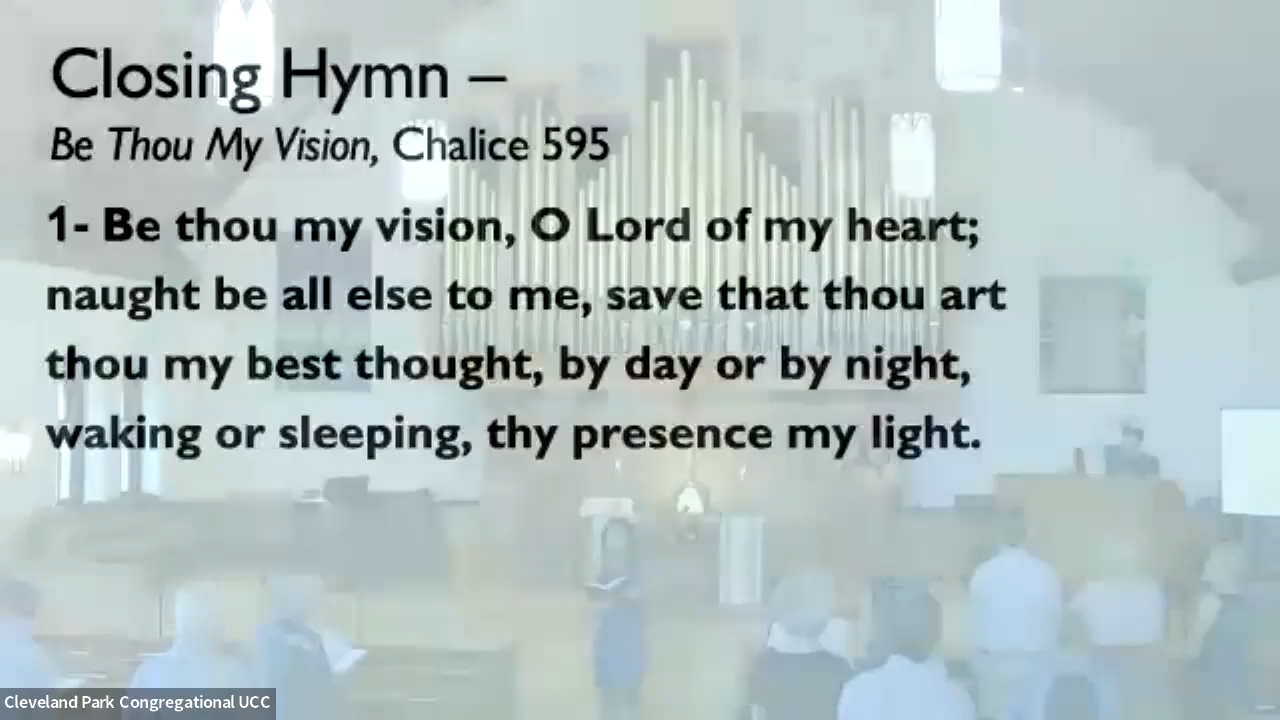 Closing Hymn –
Be Thou My Vision, Chalice 595
1- Be thou my vision, O Lord of my heart;
naught be all else to me, save that thou art
thou my best thought, by day or by night,
waking or sleeping, thy presence my light.
Cleveland Park Congregational UCC